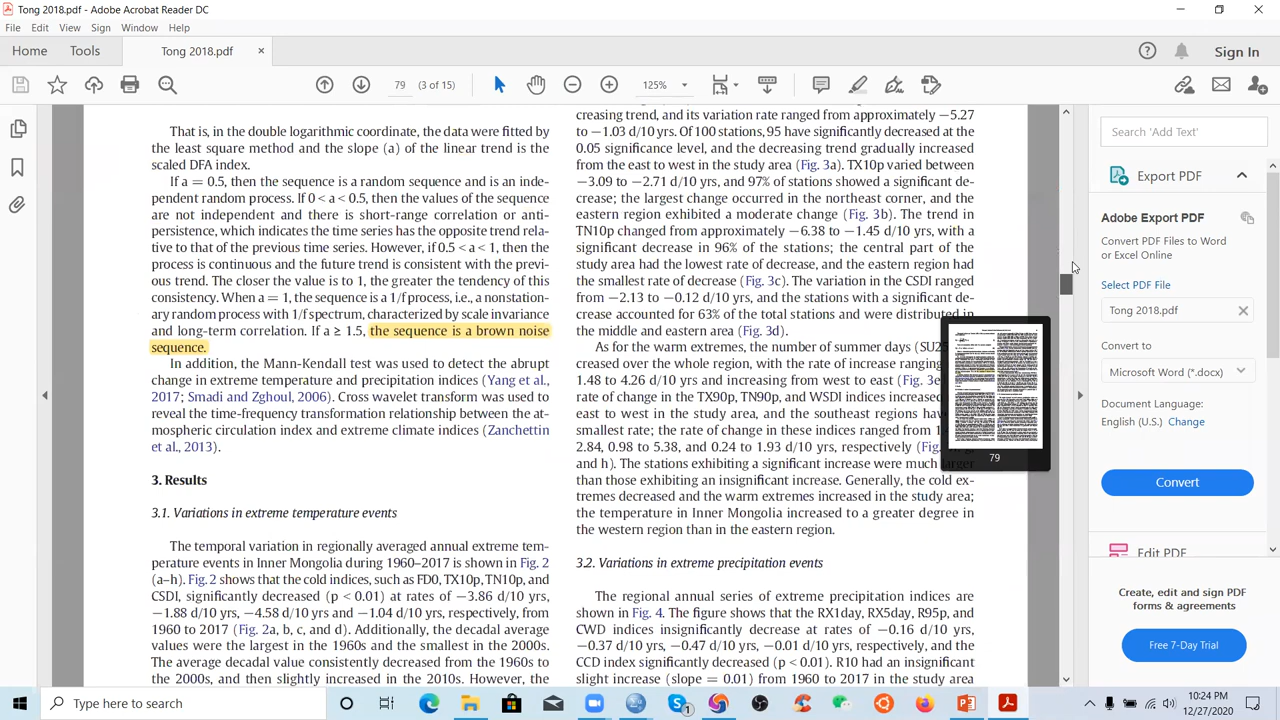 Tong 2018.pdf - Adobe Acrobat Reader DC
File Edit View Sign Window Help
Home Tools Tong 2018.pdf × Sign In
79 (3 of 15) 125%
That is, in the double logarithmic coordinate, the data were fitted by
the least square method and the slope (a) of the linear trend is the
scaled DFA index.
If a = 0.5, then the sequence is a random sequence and is an inde-
pendent random process. If 0 < a < 0.5, then the values of the sequence
are not independent and there is short-range correlation or anti-
persistence, which indicates the time series has the opposite trend rela-
tive to that of the previous time series. However, if 0.5 < a < 1, then the
process is continuous and the future trend is consistent with the previ-
ous trend. The closer the value is to 1, the greater the tendency of this
consistency. When a = 1, the sequence is a 1/f process, i.e., a nonstation-
ary random process with 1/f spectrum, characterized by scale invariance
and long-term correlation. If a ≥ 1.5, the sequence is a brown noise
sequence.
In addition, the Mann-Kendall test was used to detect the abrupt
change in extreme temperature and precipitation indices (Yang et al.,
2017; Smadi and Zghoul, 2006). Cross wavelet transform was used to
reveal the time-frequency transformation relationship between the at-
mospheric circulation and extreme climate indices (Zanchettin
et al., 2013).
3. Results
3.1. Variations in extreme temperature events
The temporal variation in regionally averaged annual extreme tem-
perature events in Inner Mongolia during 1960–2017 is shown in Fig. 2
(a–h). Fig. 2 shows that the cold indices, such as FD0, TX10p, TN10p, and
CSDI, significantly decreased (p < 0.01) at rates of −3.86 d/10 yrs,
−1.88 d/10 yrs, −4.58 d/10 yrs and −1.04 d/10 yrs, respectively, from
1960 to 2017 (Fig. 2a, b, c, and d). Additionally, the decadal average
values were the largest in the 1960s and the smallest in the 2000s.
The average decadal value consistently decreased from the 1960s to
the 2000s, and then slightly increased in the 2010s. However, the
creasing trend, and its variation rate ranged from approximately −5.27
to −1.03 d/10 yrs. Of 100 stations, 95 have significantly decreased at the
0.05 significance level, and the decreasing trend gradually increased
from the east to west in the study area (Fig. 3a). TX10p varied between
−3.09 to −2.71 d/10 yrs, and 97% of stations showed a significant de-
crease; the largest change occurred in the northeast corner, and the
eastern region exhibited a moderate change (Fig. 3b). The trend in
TN10p changed from approximately −6.38 to −1.45 d/10 yrs, with a
significant decrease in 96% of the stations; the central part of the
study area had the lowest rate of decrease, and the eastern region had
the smallest rate of decrease (Fig. 3c). The variation in the CSDI ranged
from −2.13 to −0.12 d/10 yrs, and the stations with a significant de-
crease accounted for 63% of the total stations and were distributed in
the middle and eastern area (Fig. 3d).
As for the warm extremes, the number of summer days (SU25
over the whole region with the rate of increase ranging
1.48 to 4.26 d/10 yrs and increasing from west to east (Fig. 3e
rate of change in the TX90p, TN90p, and WSDI indices increased
east to west in the study area, and the southeast regions
smallest rate; the rate of change in these indices ranged from
2.84, 0.98 to 5.38, and 0.24 to 1.93 d/10 yrs, respectively
and h). The stations exhibiting a significant increase were much larger
than those exhibiting an insignificant increase. Generally, the cold ex-
tremes decreased and the warm extremes increased in the study area;
the temperature in Inner Mongolia increased to a greater degree in
the western region than in the eastern region.
3.2. Variations in extreme precipitation events
The regional annual series of extreme precipitation indices are
shown in Fig. 4. The figure shows that the RX1day, RX5day, R95p, and
CWD indices insignificantly decrease at rates of −0.16 d/10 yrs,
−0.37 d/10 yrs, −0.47 d/10 yrs, −0.01 d/10 yrs, respectively, and the
CCD index significantly decreased (p < 0.01). R10 had an insignificant
slight increase (slope = 0.01) from 1960 to 2017 in the study area
79
Search 'Add Text'
Export PDF
Adobe Export PDF
Convert PDF Files to Word
or Excel Online
Select PDF File
Tong 2018.pdf
Convert to
Microsoft Word (*.docx)
Document Language:
English (U.S.) Change
Convert
Edit PDF
Create, edit and sign PDF
forms & agreements
Free 7-Day Trial
Type here to search
10:24 PM
12/27/2020